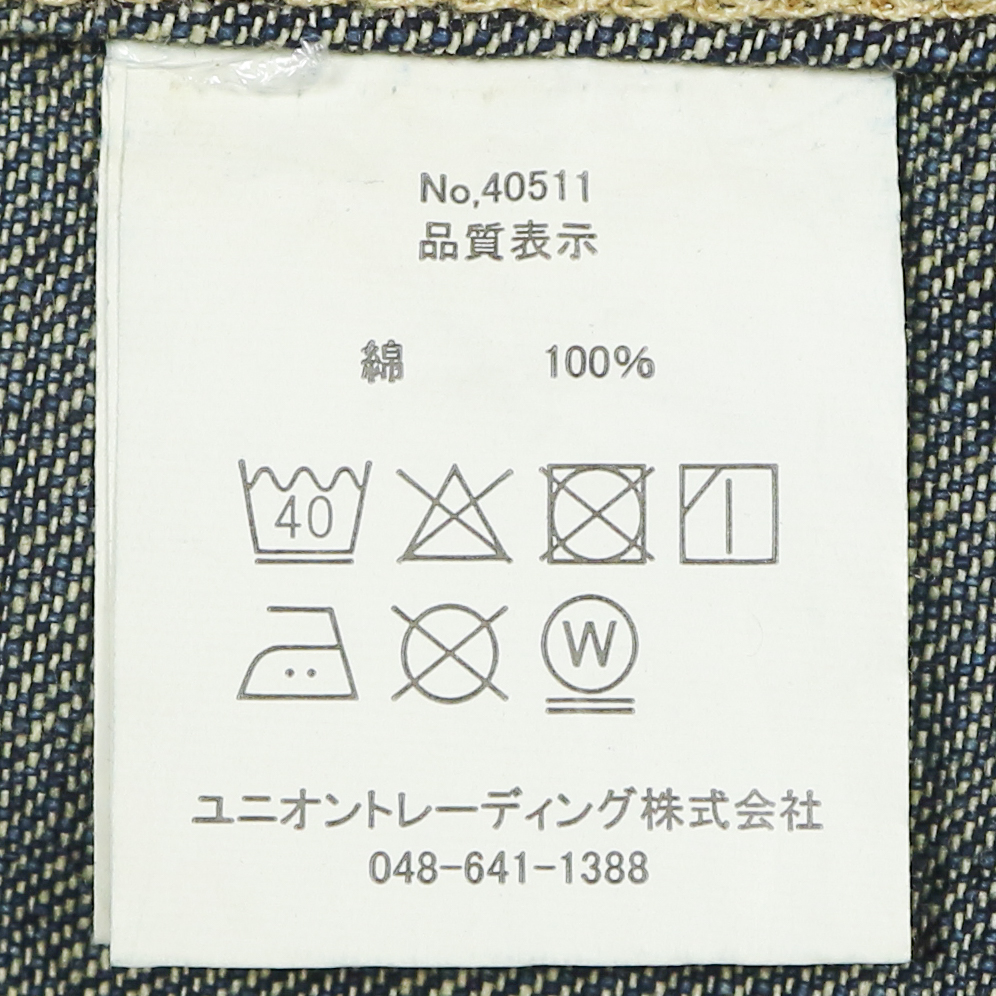 No,40511
品質表示
綿 100%
40
W
ユニオントレーディング株式会社
048-641-1388